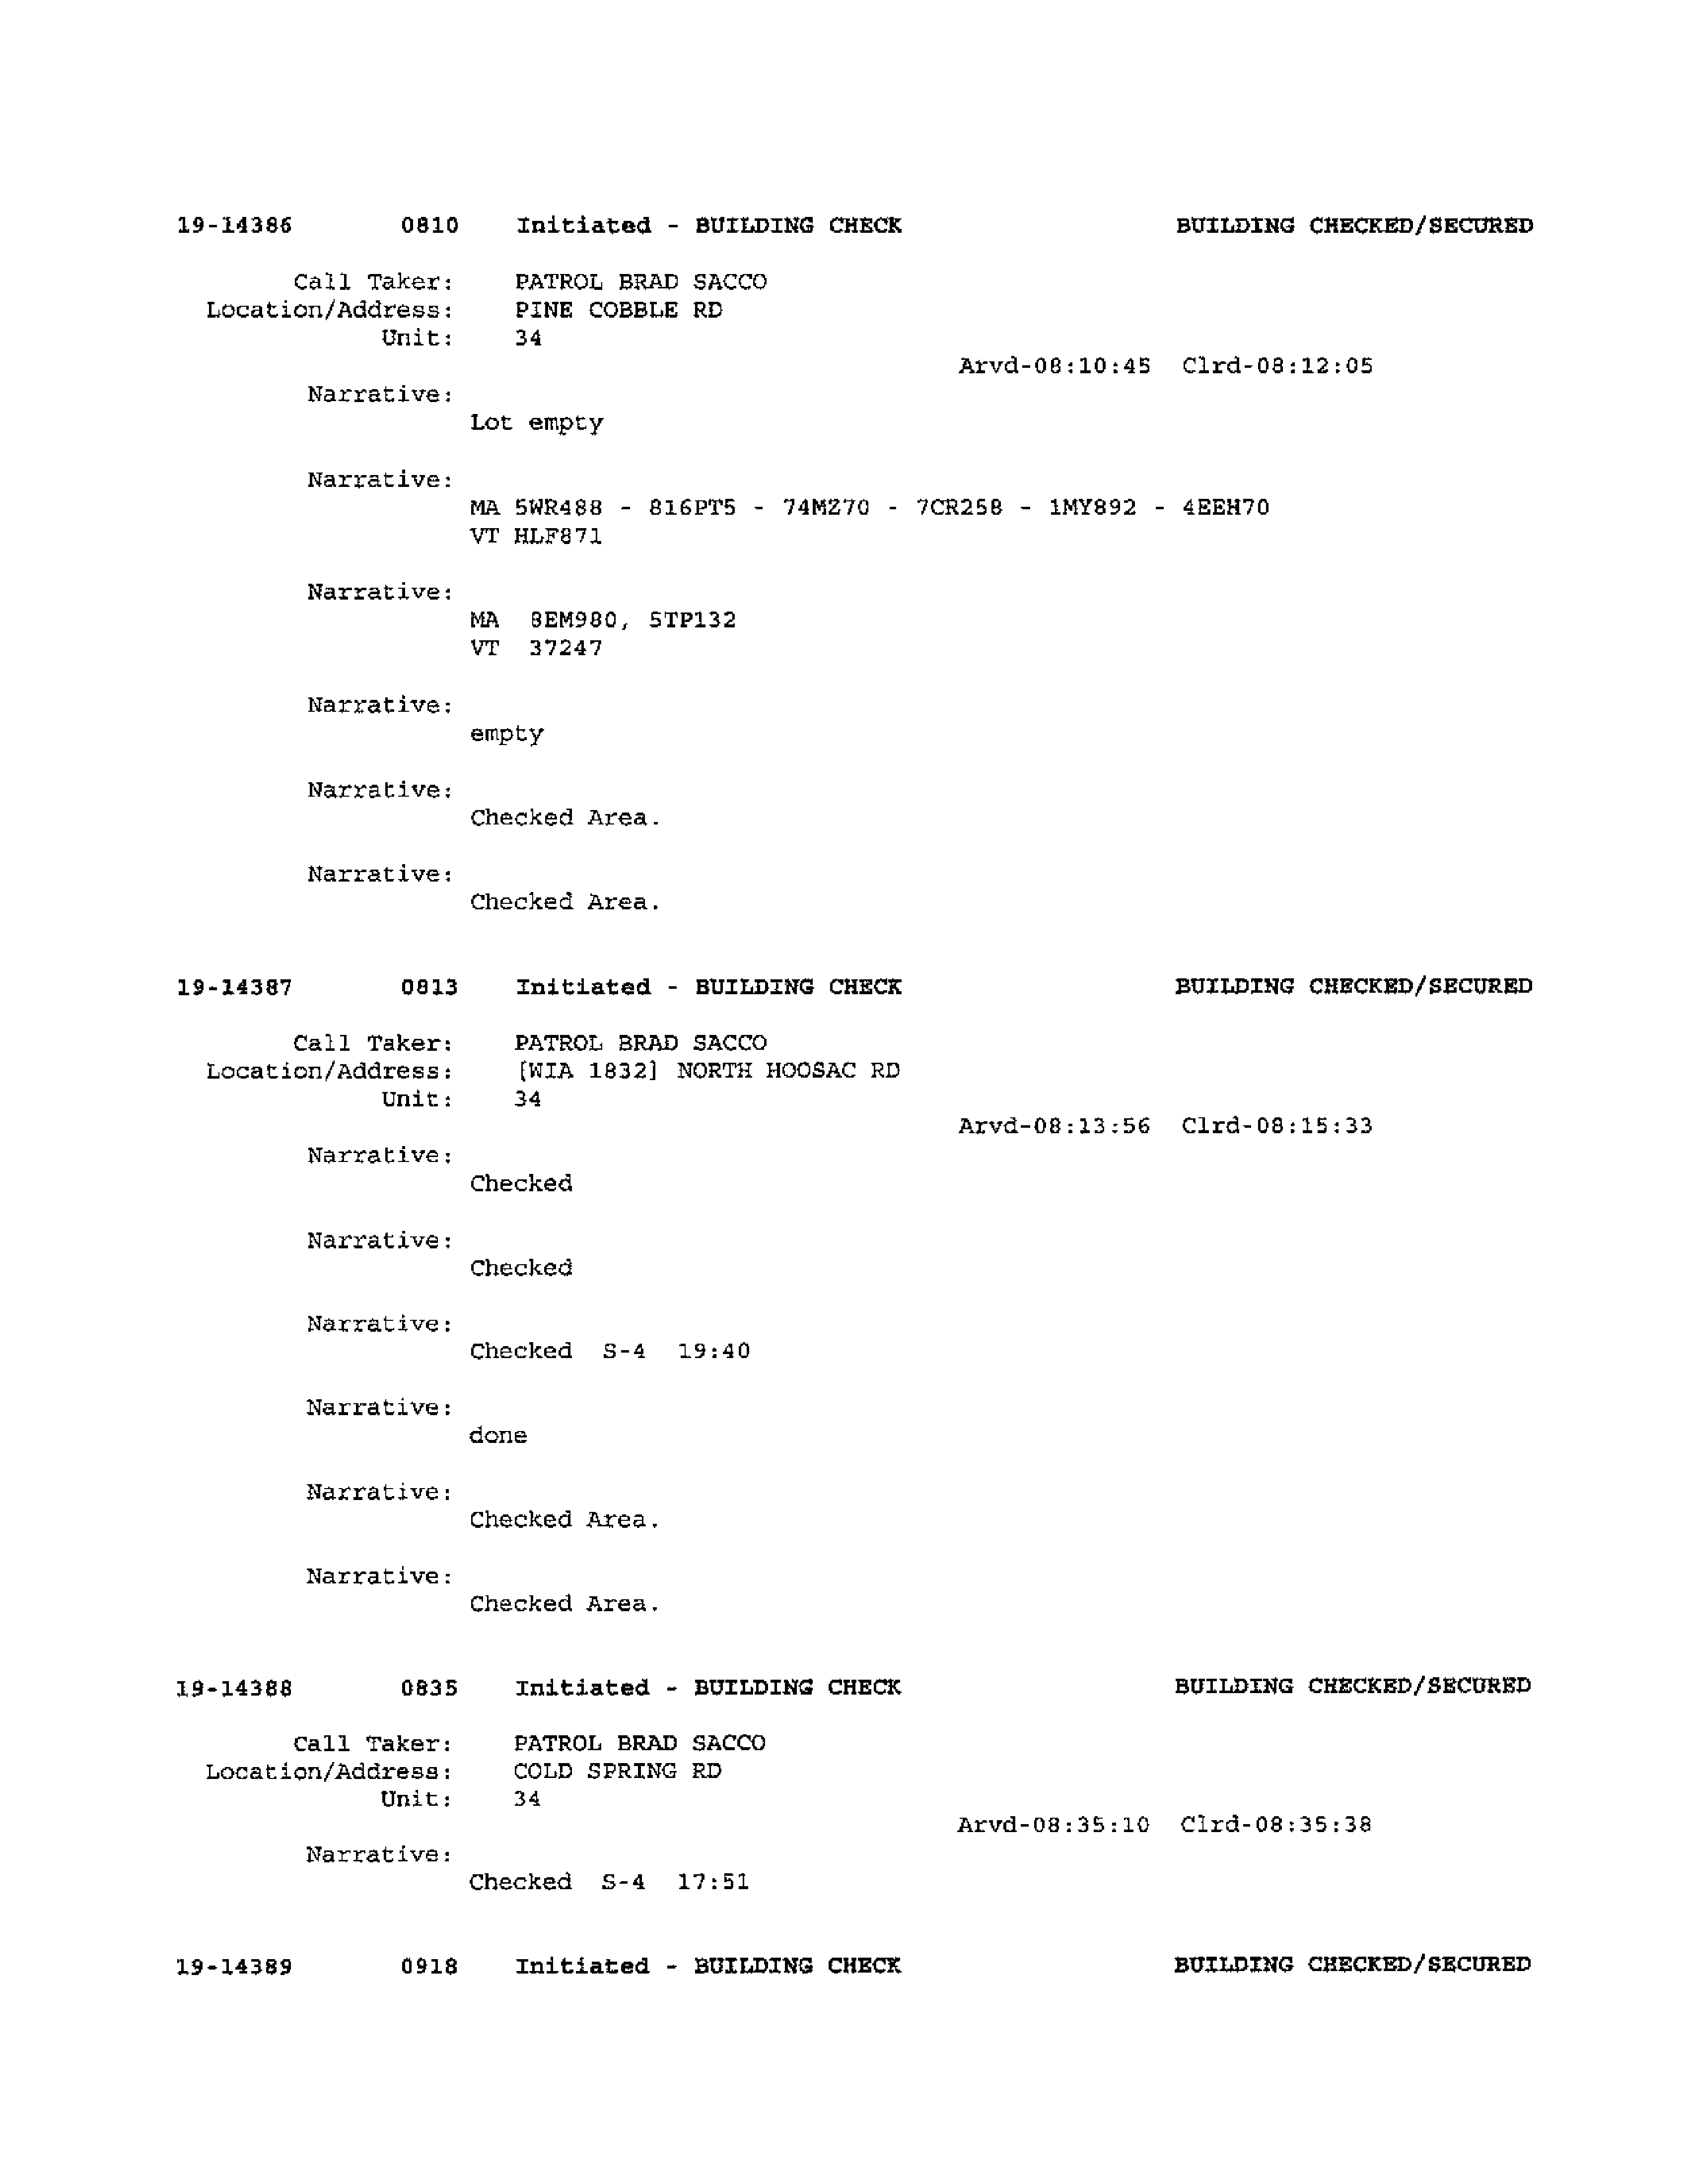 19-14386 0810 Initiated - BUILDING CHECK BUILDING CHECKED/SECURED
Call Taker: PATROL BRAD SACCO
Location/Address: PINE COBBLE RD
Unit: 34
Arvd-08:10:45 Clrd-08:12:05
Narrative:
Lot empty
Narrative:
MA 5WR488 - 816PT5 - 74MZ70 - 7CR258 - 1MY892 - 4EEH70
VT HLF871
Narrative:
MA 8EM980, 5TP132
VT 37247
Narrative:
empty
Narrative:
Checked Area.
Narrative:
Checked Area.
19-14387 0813 Initiated - BUILDING CHECK BUILDING CHECKED/SECURED
Call Taker: PATROL BRAD SACCO
Location/Address: [WIA 1832] NORTH HOOSAC RD
Unit: 34
Arvd-08:13:56 Clrd-08:15:33
Narrative:
Checked
Narrative:
Checked
Narrative:
Checked S-4 19:40
Narrative:
done
Narrative:
Checked Area.
Narrative:
Checked Area.
19-14388 0835 Initiated - BUILDING CHECK BUILDING CHECKED/SECURED
Call Taker: PATROL BRAD SACCO
Location/Address: COLD SPRING RD
Unit: 34
Arvd-08:35:10 Clrd-08:35:38
Narrative:
Checked S-4 17:51
19-14389 0918 Initiated - BUILDING CHECK BUILDING CHECKED/SECURED